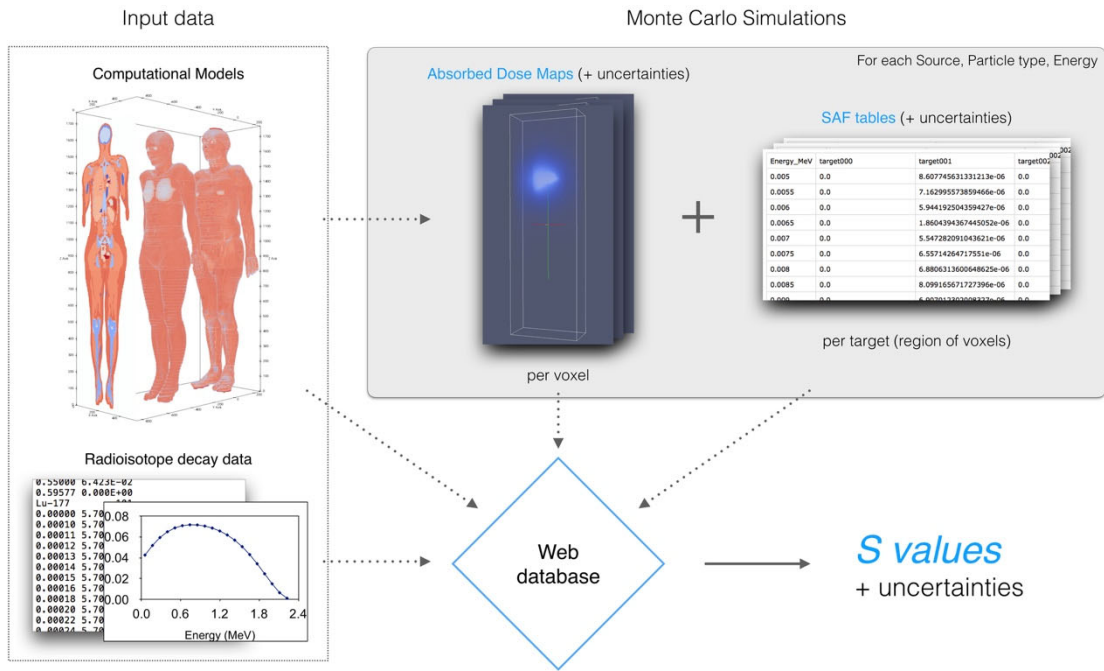 Input data
Monte Carlo Simulations
Computational Models
For each Source, Particle type, Energy
Absorbed Dose Maps (+ uncertainties)
SAF tables (+ uncertainties)
Energy_MeV target000 target001 target002
0.005 0.0 8.607745631331213e-06 0.0
0.0055 0.0 7.162995573859466e-06 0.0
0.006 0.0 5.944192504359427e-06 0.0
0.0065 0.0 1.8604394367445052e-06 0.0
0.007 0.0 5.547282091043621e-06 0.0
0.0075 0.0 6.55714264717551e-06 0.0
0.008 0.0 6.8806313600648625e-06 0.0
0.0085 0.0 8.099165671727396e-06 0.0
per voxel
per target (region of voxels)
Radioisotope decay data
0.55000 6.423E-02
0.59577 0.000E+00
Lu-177
0.00000 5.70
0.00010 5.70
0.00011 5.70
0.00012 5.70
0.00013 5.70
0.00014 5.70
0.00015 5.70
0.00016 5.70
0.00018 5.70
0.00020 5.70
0.00022 5.70
0.08
0.06
0.04
0.02
0.00
0.0 0.6 1.2 1.8 2.4
Energy (MeV)
Web
database
S values
+ uncertainties